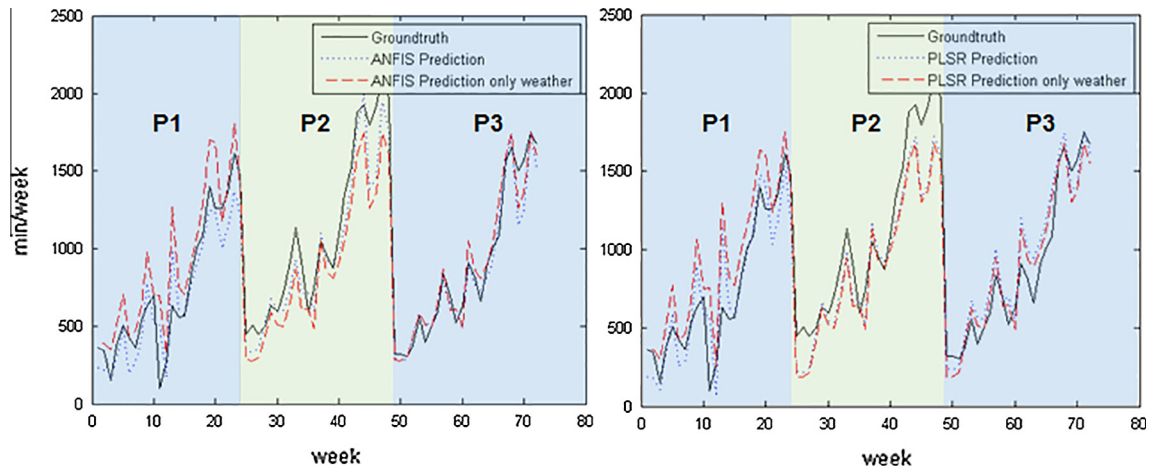 2500
2000
1500
1000
500
0
min/week
Groundtruth
ANFIS Prediction
ANFIS Prediction only weather
P1
P2
P3
0 10 20 30 40 50 60 70 80
week
2500
2000
1500
1000
500
0
Groundtruth
PLSR Prediction
PLSR Prediction only weather
P1
P2
P3
0 10 20 30 40 50 60 70 80
week